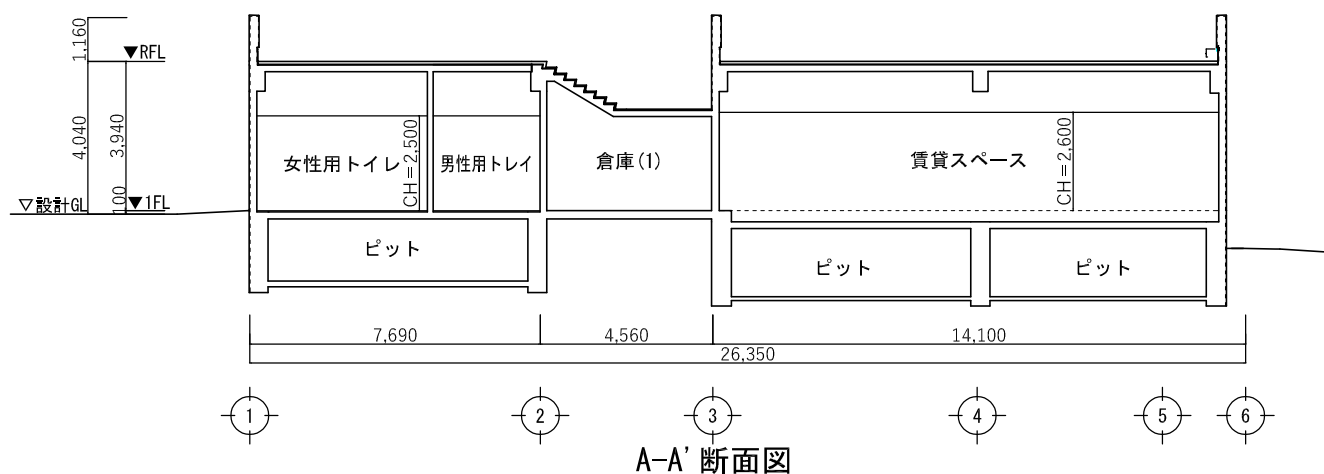 1,160
▼RFL
4,040
3,940
女性用トイレ
CH=2,500
男性用トレイ
倉庫(1)
賃貸スペース
CH=2,600
▽設計GL
100
▼1FL
ピット
ピット
ピット
7,690
4,560
14,100
26,350
1
2
3
4
5
6
A-A' 断面図